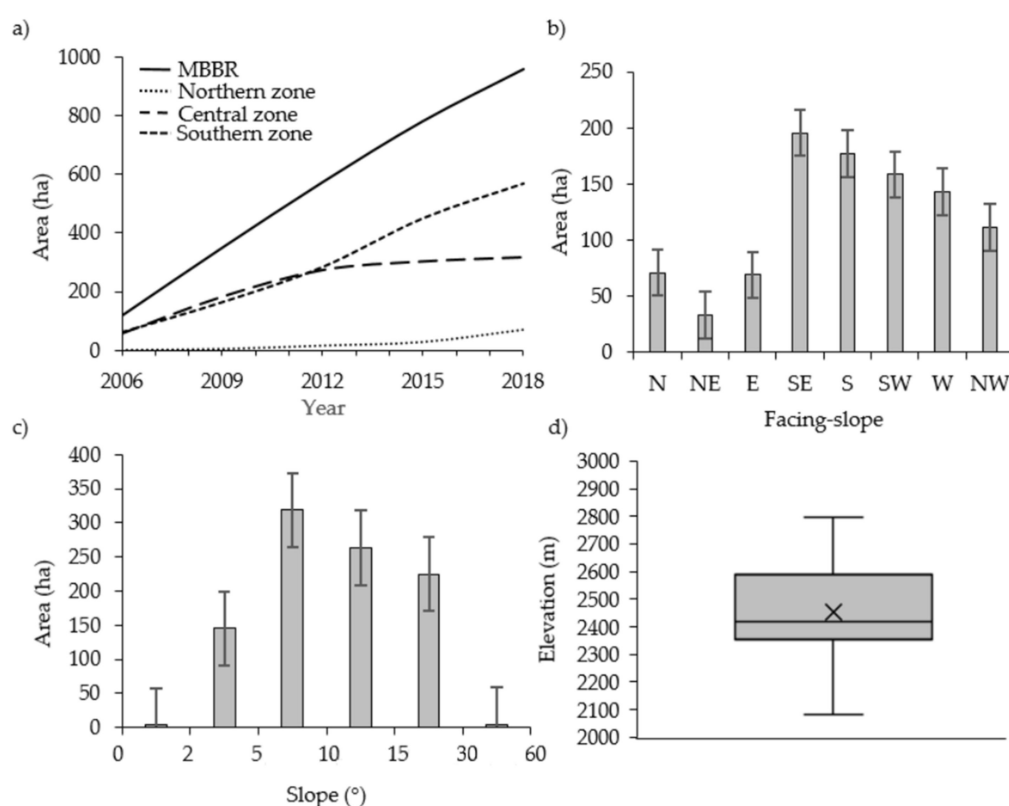 a)
Area (ha)
1000
800
600
400
200
0
MBBR
Northern zone
Central zone
Southern zone
2006 2009 2012 2015 2018
Year
b)
Area (ha)
250
200
150
100
50
0
N NE E SE S SW W NW
Facing-slope
c)
Area (ha)
400
350
300
250
200
150
100
50
0
0 2 5 10 15 30 60
Slope (°)
d)
Elevation (m)
3000
2900
2800
2700
2600
2500
2400
2300
2200
2100
2000